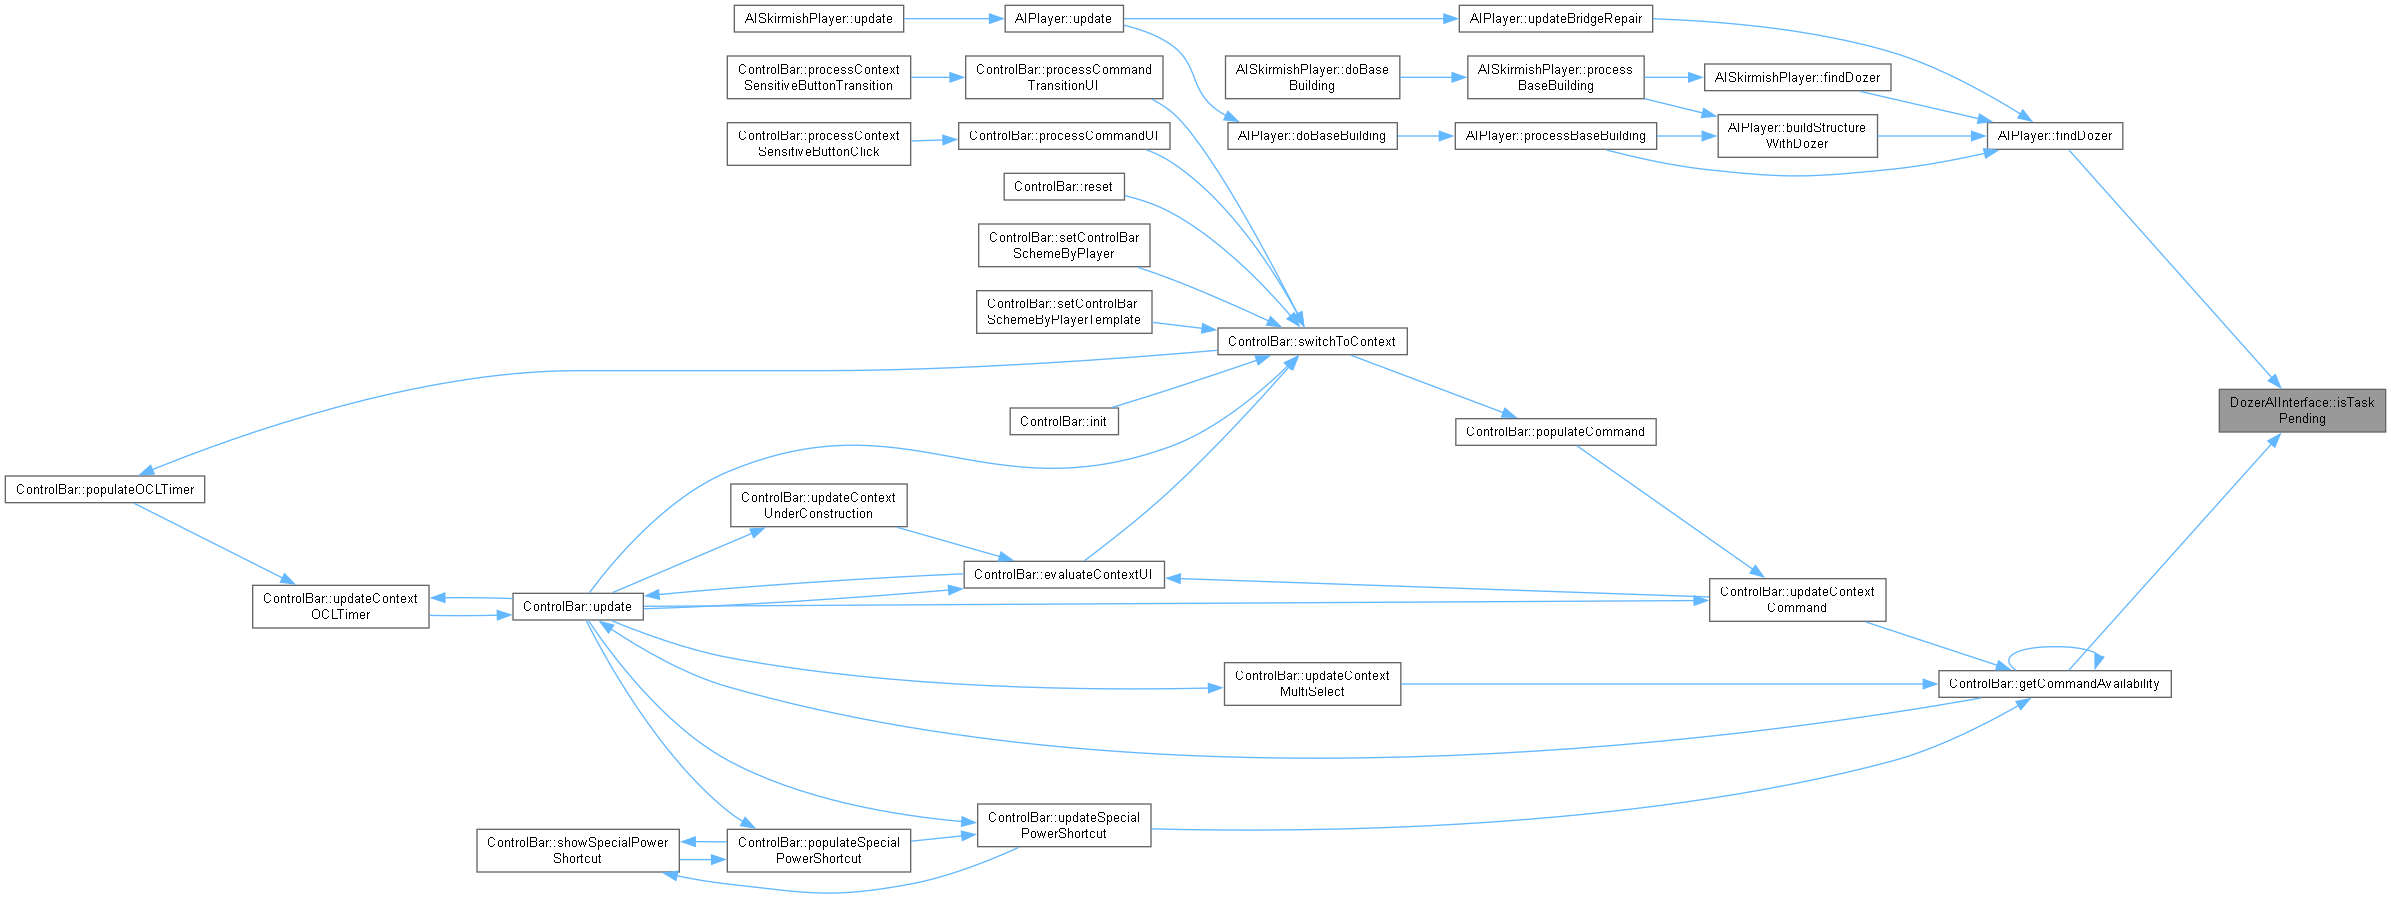 AISkirmishPlayer::update
AIPlayer::update
AIPlayer::updateBridgeRepair
ControlBar::processContext
SensitiveButtonTransition
ControlBar::processCommand
TransitionUI
AISkirmishPlayer::doBase
Building
AISkirmishPlayer::process
BaseBuilding
AISkirmishPlayer::findDozer
ControlBar::processContext
SensitiveButtonClick
ControlBar::processCommandUI
AIPlayer::doBaseBuilding
AIPlayer::processBaseBuilding
AIPlayer::buildStructure
WithDozer
AIPlayer::findDozer
ControlBar::reset
ControlBar::setControlBar
SchemeByPlayer
ControlBar::setControlBar
SchemeByPlayerTemplate
ControlBar::switchToContext
DozerAIInterface::isTask
Pending
ControlBar::init
ControlBar::populateCommand
ControlBar::populateOCLTimer
ControlBar::updateContext
UnderConstruction
ControlBar::evaluateContextUI
ControlBar::updateContext
OCLTimer
ControlBar::update
ControlBar::updateContext
Command
ControlBar::updateContext
MultiSelect
ControlBar::getCommandAvailability
ControlBar::updateSpecial
PowerShortcut
ControlBar::showSpecialPower
Shortcut
ControlBar::populateSpecial
PowerShortcut